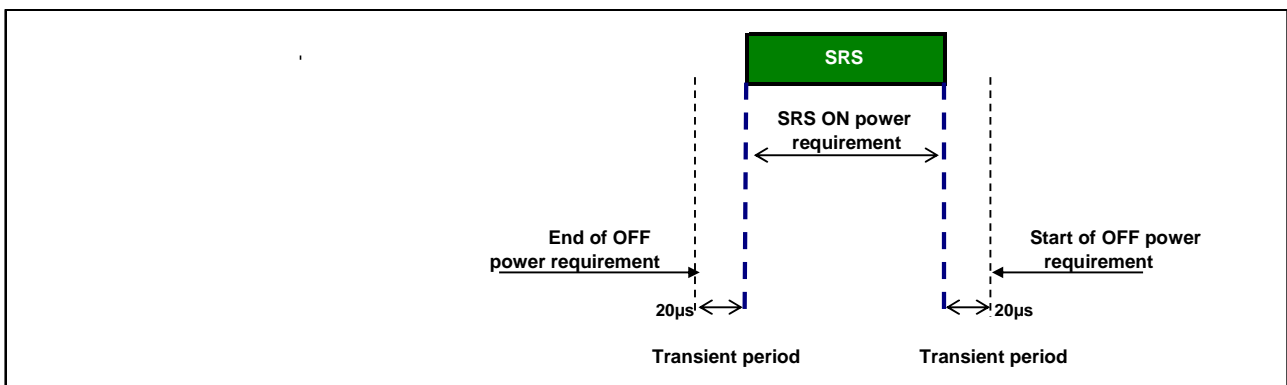 SRS
SRS ON power
requirement
End of OFF
power requirement
Start of OFF power
requirement
20µs
20µs
Transient period
Transient period